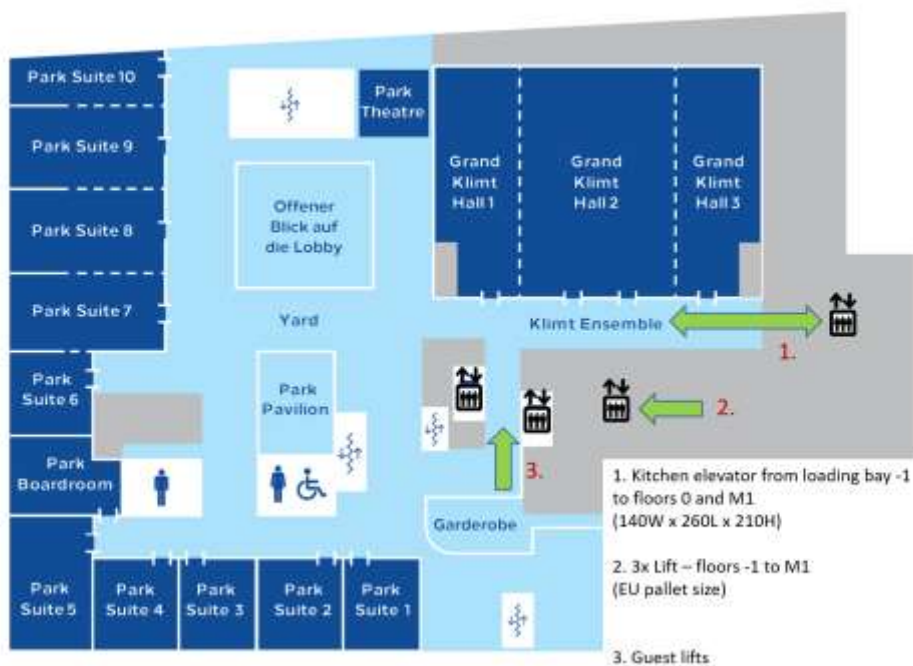 Park Suite 10
Park
Theatre
Park Suite 9
Grand
Klimt
Hall 1
Grand
Klimt
Hall 2
Grand
Klimt
Hall 3
Offener
Blick auf
die Lobby
Park Suite 8
Park Suite 7
Yard
Klimt Ensemble
1.
Park
Suite 6
Park
Pavilion
2.
Park
Boardroom
3.
Garderobe
Park
Suite 5
Park
Suite 4
Park
Suite 3
Park
Suite 2
Park
Suite 1
1. Kitchen elevator from loading bay -1
to floors 0 and M1
(140W x 260L x 210H)
2. 3x Lift – floors -1 to M1
(EU pallet size)
3. Guest lifts